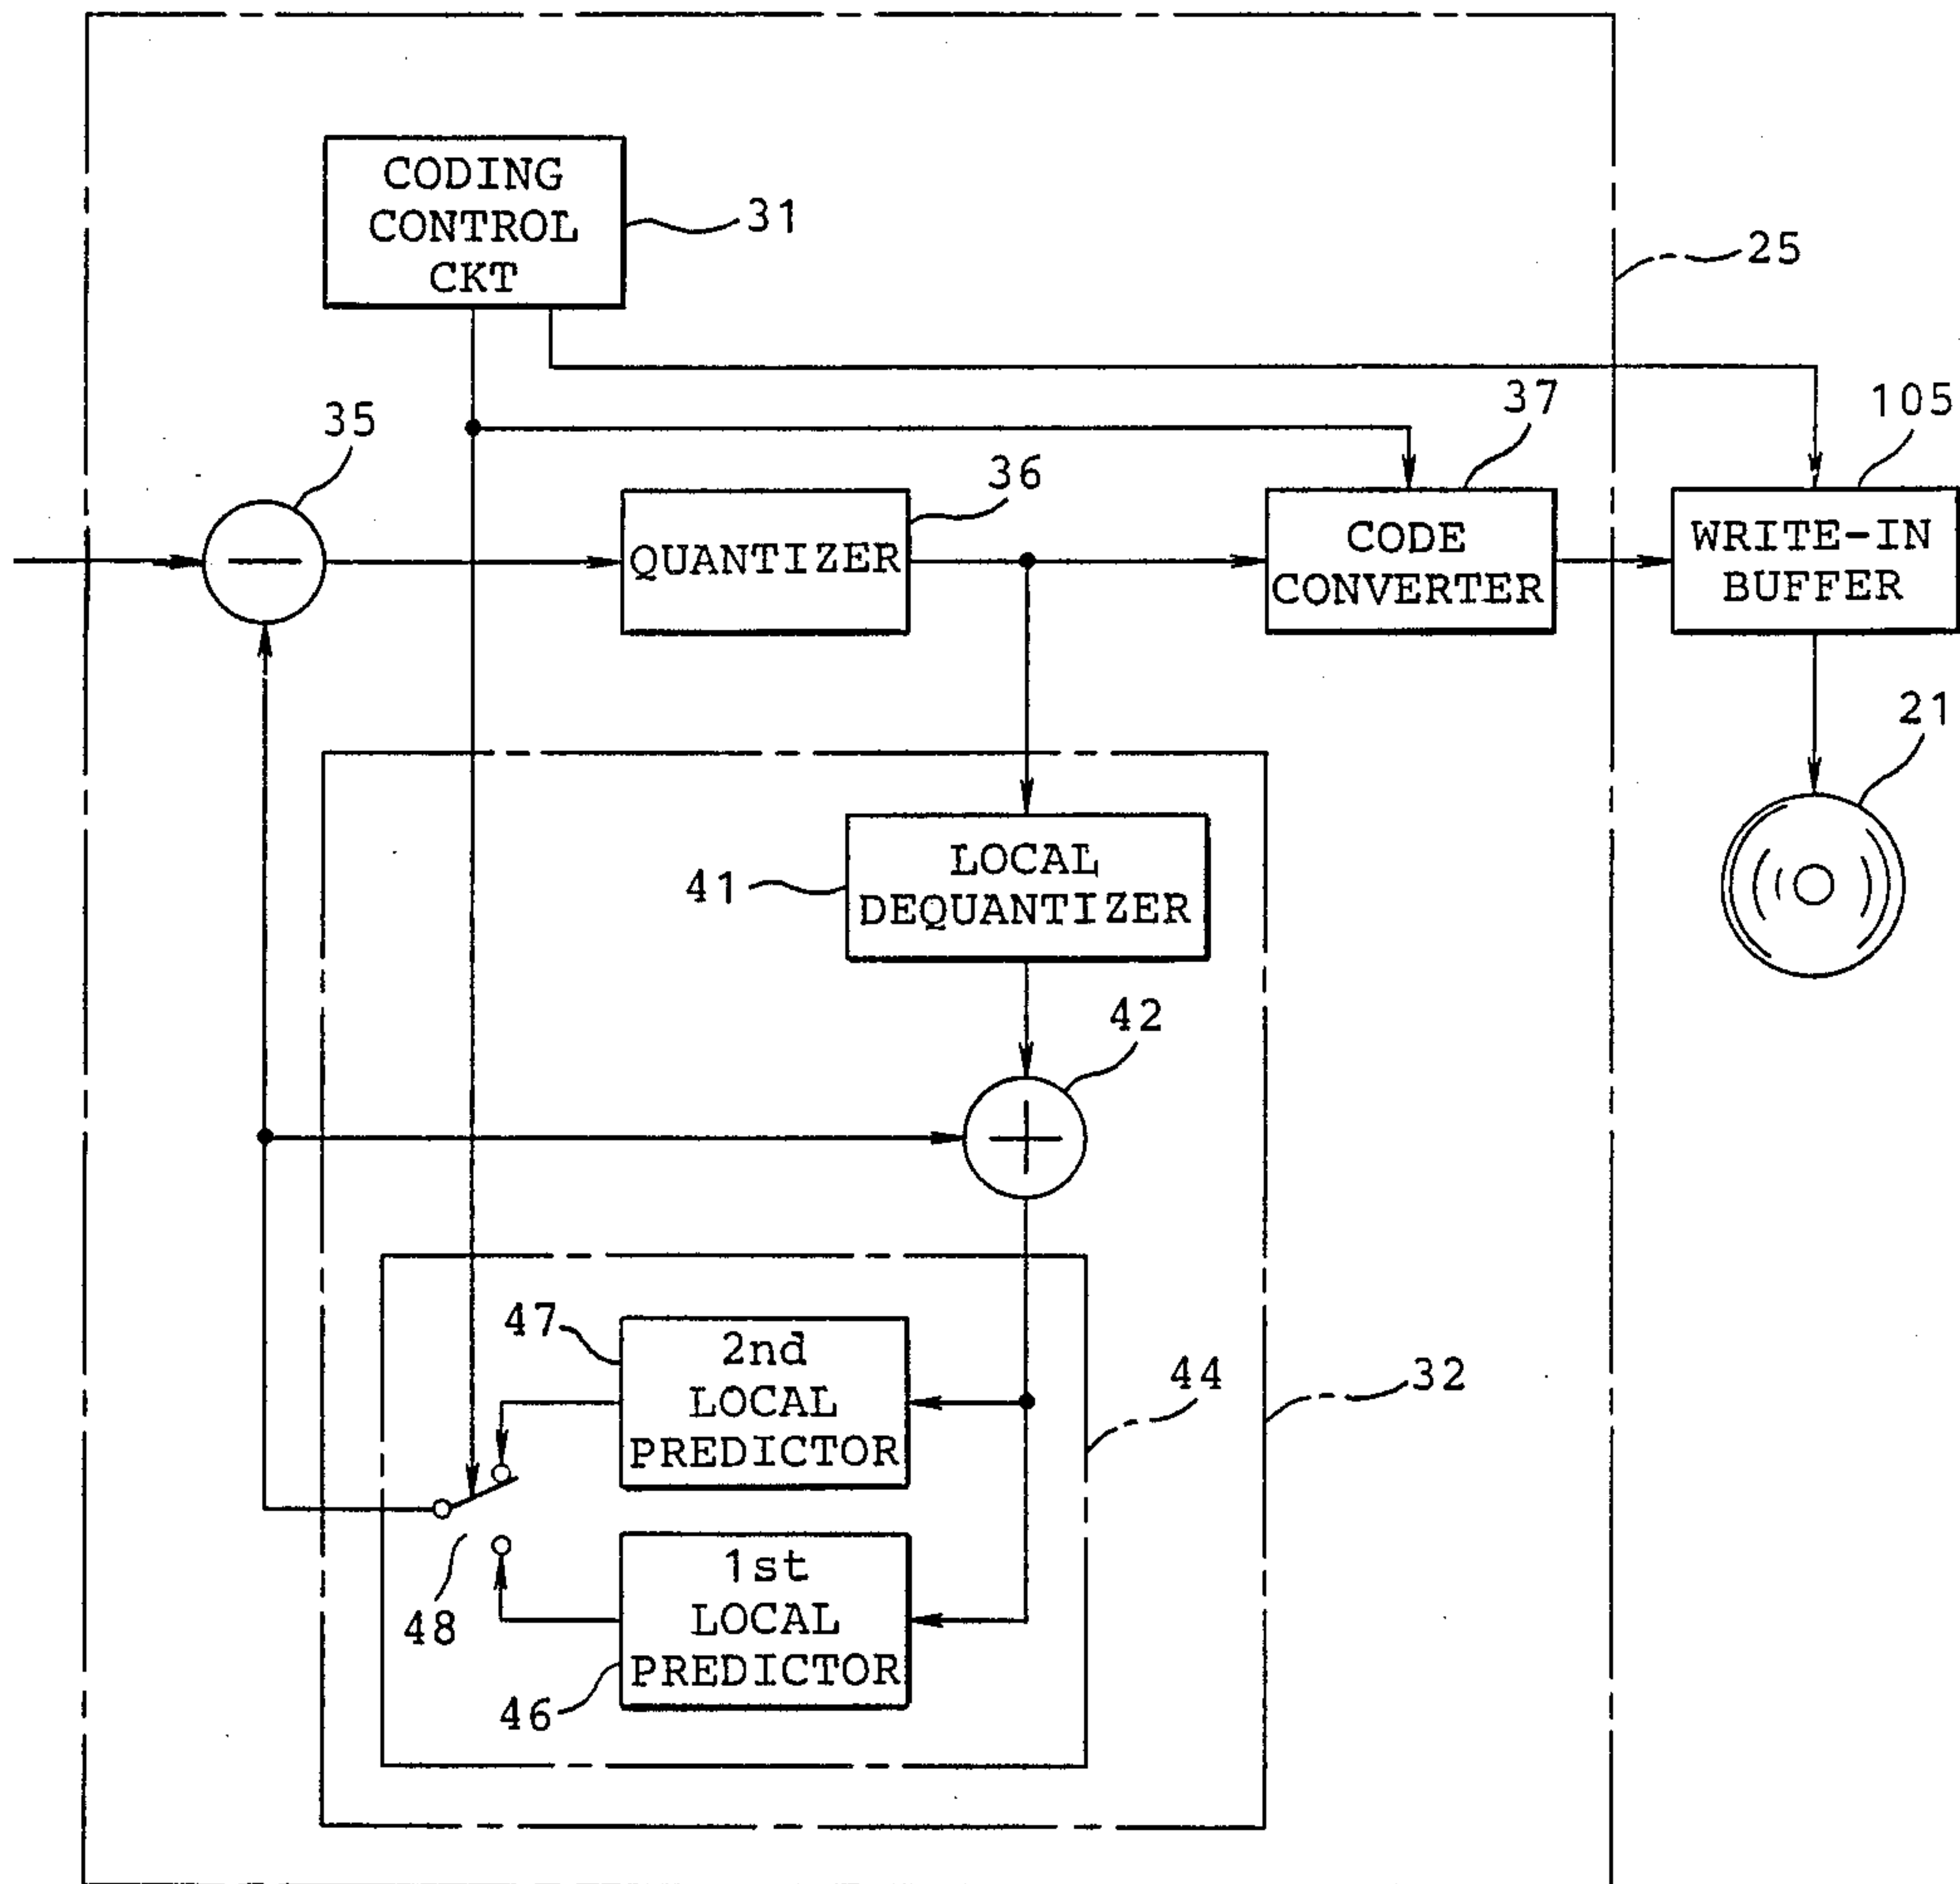 CODING
CONTROL
CKT
31
25
35
36
37
105
QUANTIZER
CODE
CONVERTER
WRITE-IN
BUFFER
21
41
LOCAL
DEQUANTIZER
42
47
2nd
LOCAL
PREDICTOR
44
32
48
1st
LOCAL
PREDICTOR
46